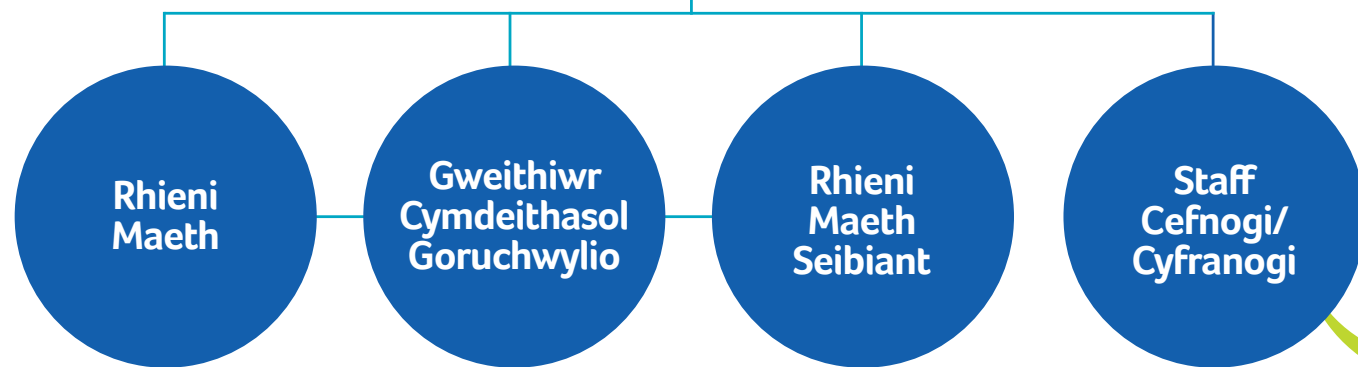 Rhieni
Maeth
Gweithiwr
Cymdeithasol
Goruchwylio
Rhieni
Maeth
Seibiant
Staff
Cefnogi/
Cyfranogi